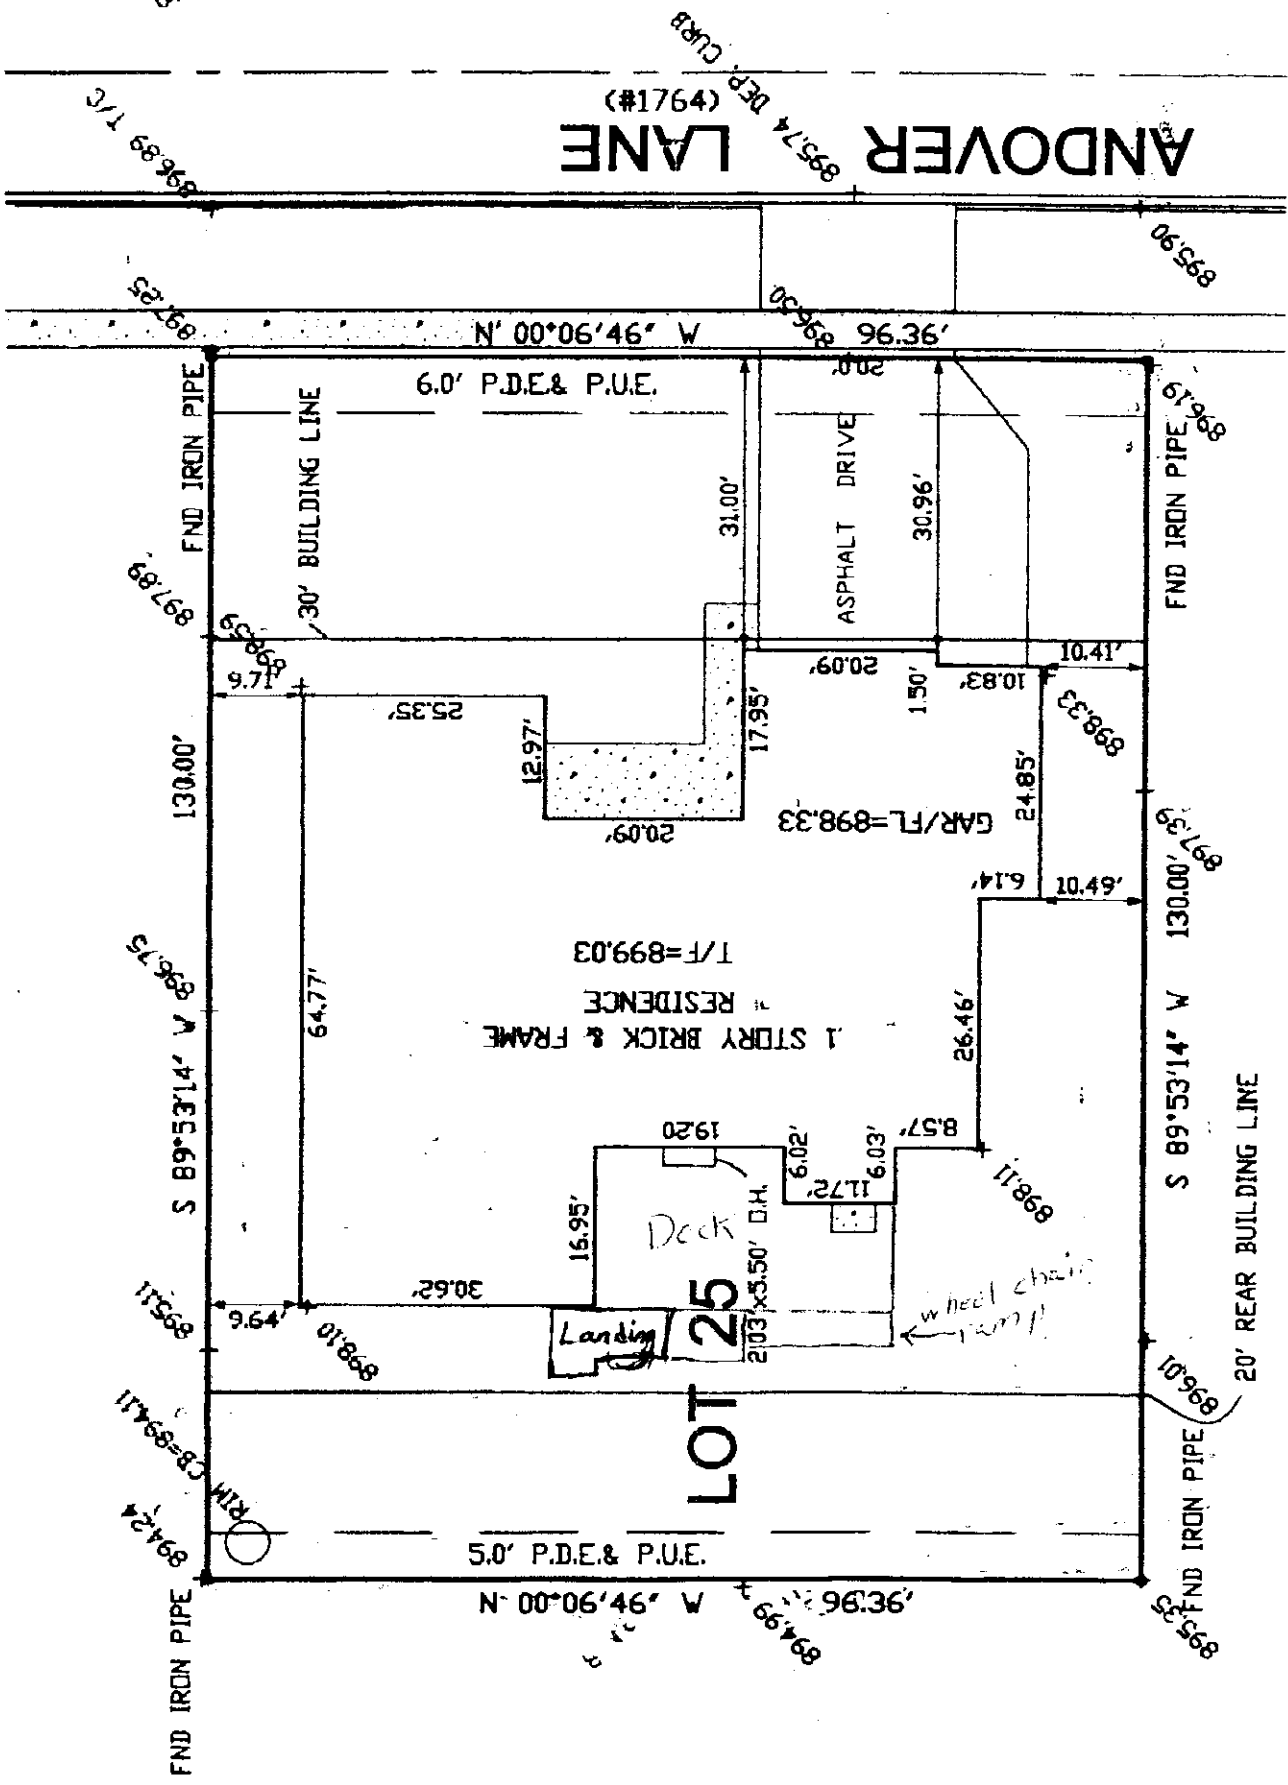 895.74 DEP. CURB
(#1764)
ANDOVER LANE
896.89 T/C
895.90
897.25
896.50
N 00°06'46" W 96.36'
20.0'
6.0' P.D.E.& P.U.E.
FND IRON PIPE
896.19
FND IRON PIPE
30' BUILDING LINE
31.00'
ASPHALT DRIVE
30.96'
897.89
898.59
9.71'
25.35'
12.97'
17.95'
20.09'
1.50'
10.83'
10.41'
898.33
130.00'
20.09'
GAR/FL=898.33
24.85'
6.14'
10.49'
130.00'
T/F=899.03
RESIDENCE
1 STORY BRICK & FRAME
896.75
64.77'
26.46'
S 89°53'14" W
S 89°53'14" W
19.20
6.02'
6.03'
8.57'
11.72'
898.11
16.95'
Deck
2.03'x5.50' O.H.
30.62'
895.11
9.64'
898.10
Landing
wheel chair
ramp
LOT 25
896.01
20' REAR BUILDING LINE
RIM CB=894.11
894.24
5.0' P.D.E.& P.U.E.
N 00°06'46" W 96.36'
894.99
FND IRON PIPE
FND IRON PIPE
895.35